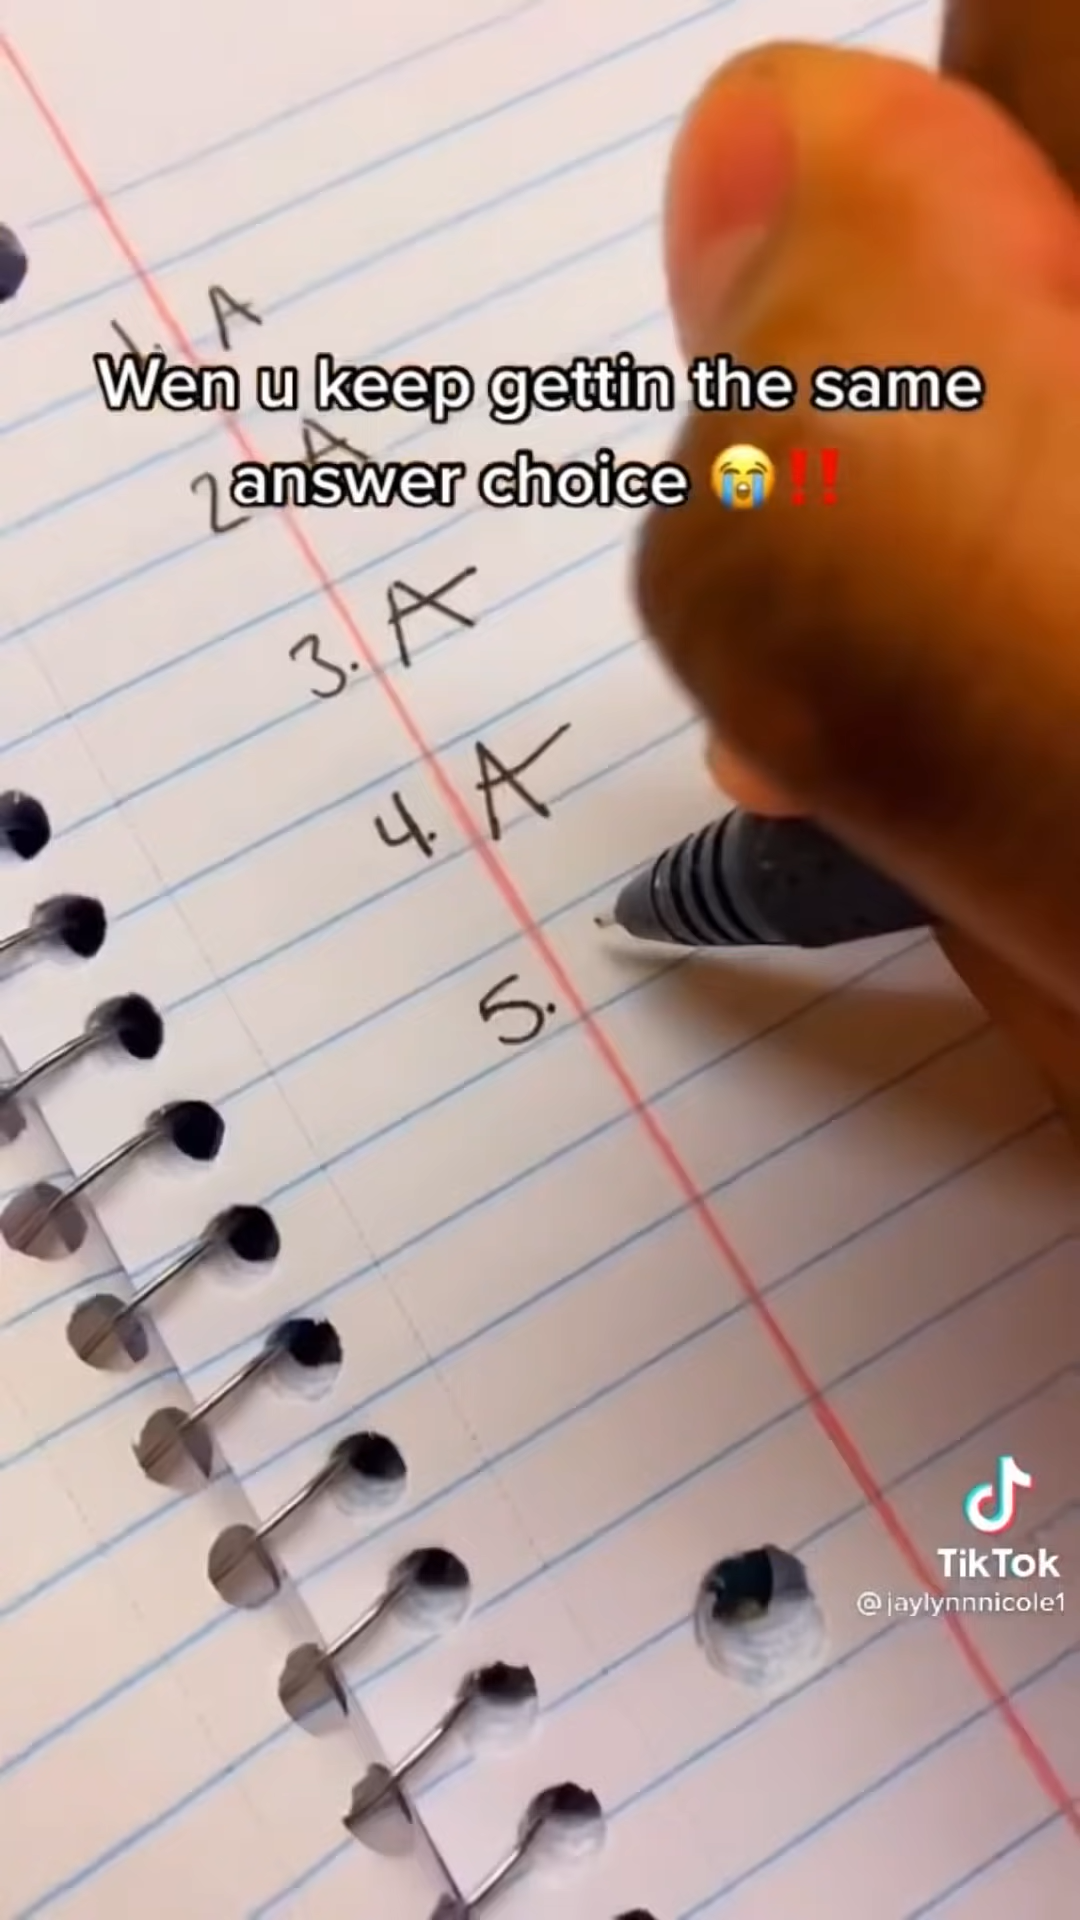 1. A
Wen u keep gettin the same
answer choice 😭‼️
2 A
3. A
4. A
5.
TikTok
@jaylynnnicole1